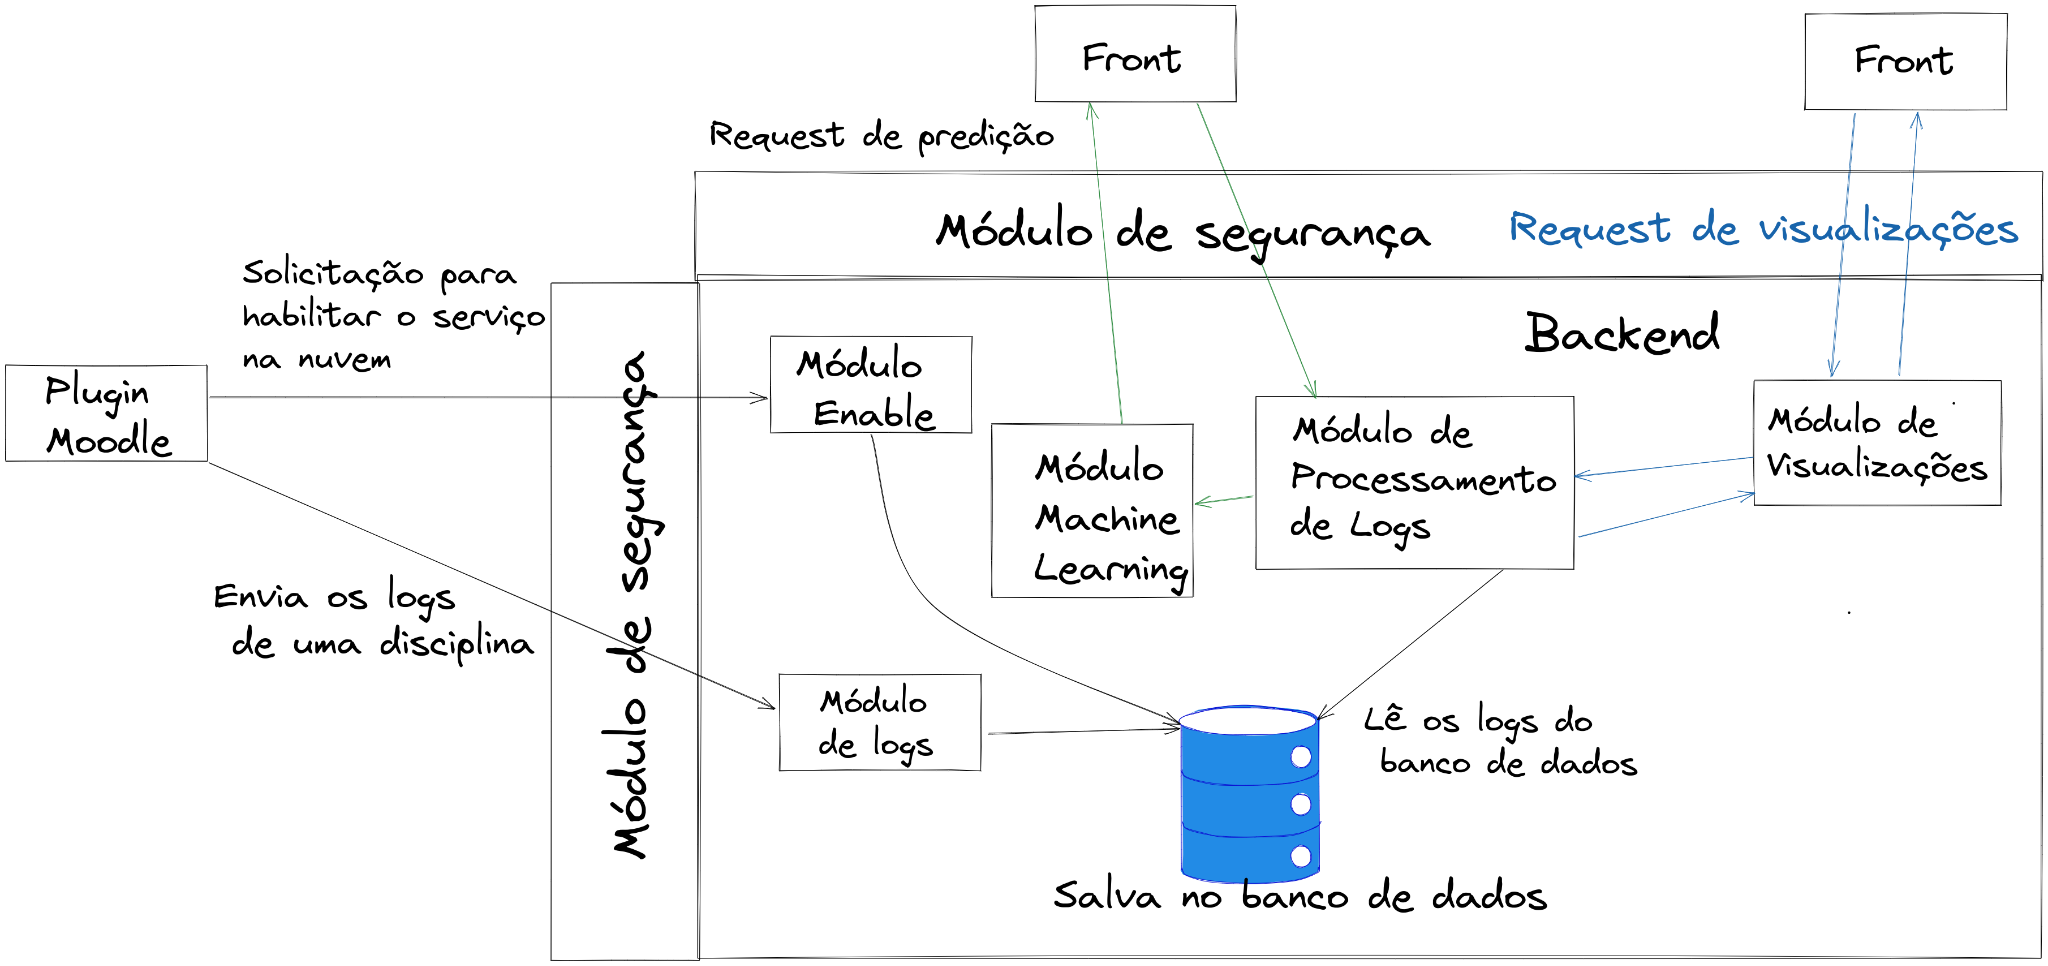 Front
Front
Request de predição
Módulo de segurança
Request de visualizações
Solicitação para
habilitar o serviço
na nuvem
Backend
Plugin
Moodle
Módulo
Enable
Módulo de segurança
Módulo
Machine
Learning
Módulo de
Processamento
de Logs
Módulo de
Visualizações
Envia os logs
de uma disciplina
Módulo
de logs
Lê os logs do
banco de dados
Salva no banco de dados